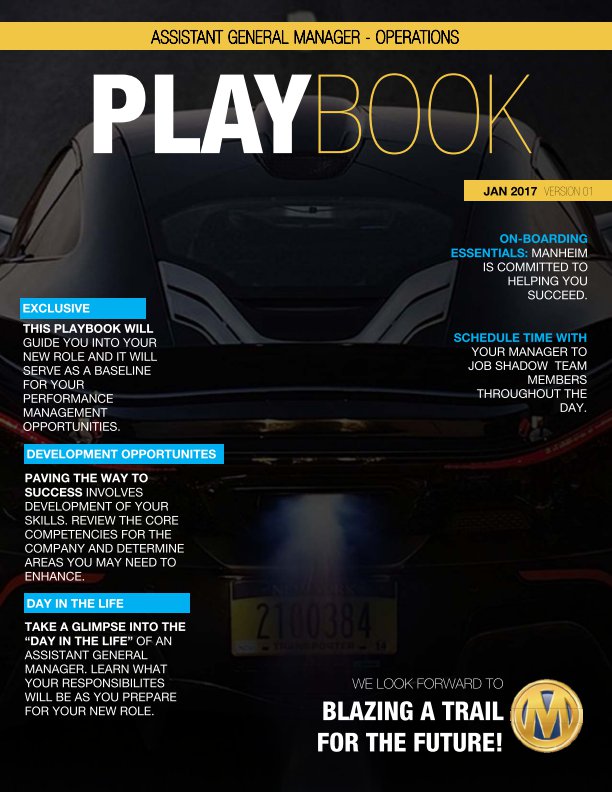 ASSISTANT GENERAL MANAGER - OPERATIONS
PLAYBOOK
JAN 2017 VERSION 01
ON-BOARDING
ESSENTIALS: MANHEIM
IS COMMITTED TO
HELPING YOU
SUCCEED.
SCHEDULE TIME WITH
YOUR MANAGER TO
JOB SHADOW TEAM
MEMBERS
THROUGHOUT THE
DAY.
EXCLUSIVE
THIS PLAYBOOK WILL
GUIDE YOU INTO YOUR
NEW ROLE AND IT WILL
SERVE AS A BASELINE
FOR YOUR
PERFORMANCE
MANAGEMENT
OPPORTUNITIES.
DEVELOPMENT OPPORTUNITES
PAVING THE WAY TO
SUCCESS INVOLVES
DEVELOPMENT OF YOUR
SKILLS. REVIEW THE CORE
COMPETENCIES FOR THE
COMPANY AND DETERMINE
AREAS YOU MAY NEED TO
ENHANCE.
DAY IN THE LIFE
TAKE A GLIMPSE INTO THE
“DAY IN THE LIFE” OF AN
ASSISTANT GENERAL
MANAGER. LEARN WHAT
YOUR RESPONSIBILITES
WILL BE AS YOU PREPARE
FOR YOUR NEW ROLE.
2100384
TRANSPORTER 14
WE LOOK FORWARD TO
BLAZING A TRAIL
FOR THE FUTURE!
M